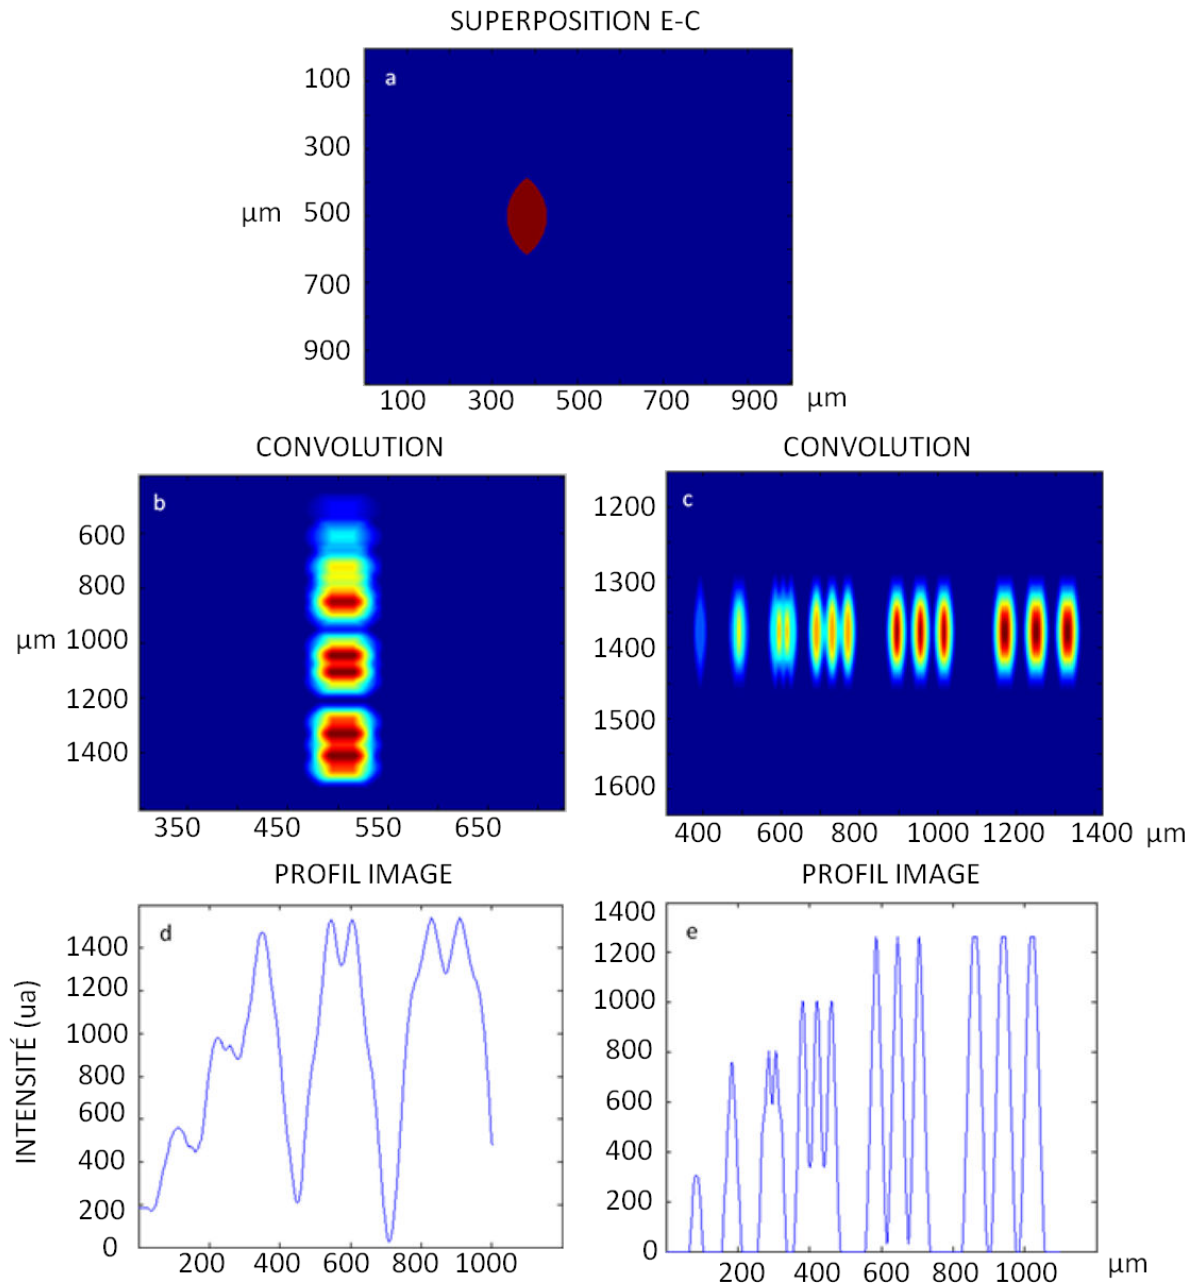 SUPERPOSITION E-C
a
100
300
µm 500
700
900
100 300 500 700 900 µm
CONVOLUTION CONVOLUTION
b
600
800
µm 1000
1200
1400
350 450 550 650
c
1200
1300
1400
1500
1600
400 600 800 1000 1200 1400 µm
PROFIL IMAGE PROFIL IMAGE
d
INTENSITÉ (ua)
1400
1200
1000
800
600
400
200
0
200 400 600 800 1000
e
1400
1200
1000
800
600
400
200
0
200 400 600 800 1000 µm